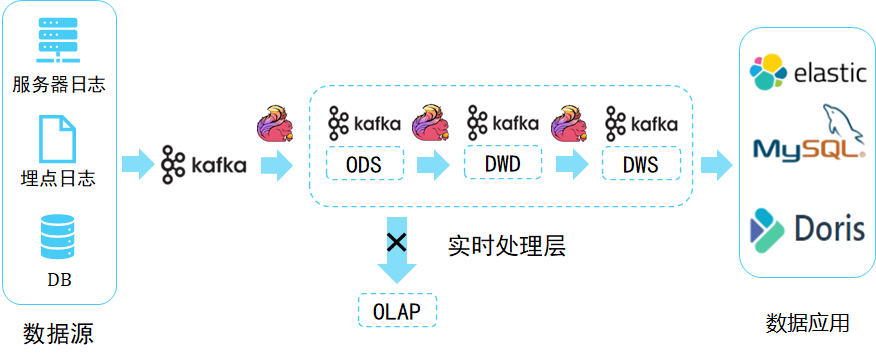 服务器日志
埋点日志
DB
数据源
kafka
kafka
ODS
kafka
DWD
kafka
DWS
实时处理层
OLAP
elastic
MySQL®
Doris
数据应用